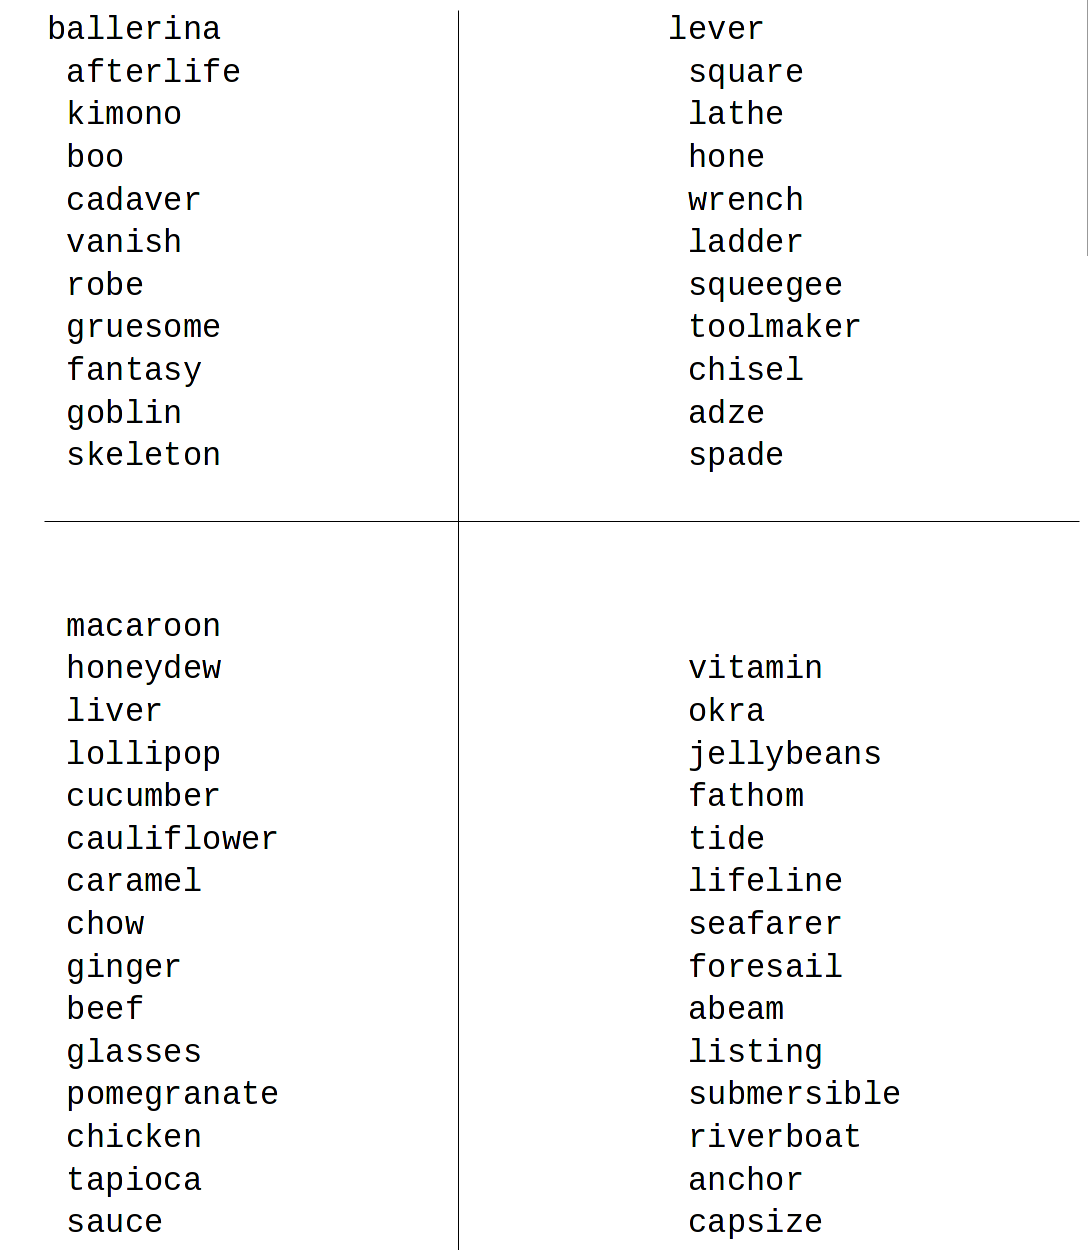 ballerina
afterlife
kimono
boo
cadaver
vanish
robe
gruesome
fantasy
goblin
skeleton
lever
square
lathe
hone
wrench
ladder
squeegee
toolmaker
chisel
adze
spade
macaroon
honeydew
liver
lollipop
cucumber
cauliflower
caramel
chow
ginger
beef
glasses
pomegranate
chicken
tapioca
sauce
vitamin
okra
jellybeans
fathom
tide
lifeline
seafarer
foresail
abeam
listing
submersible
riverboat
anchor
capsize